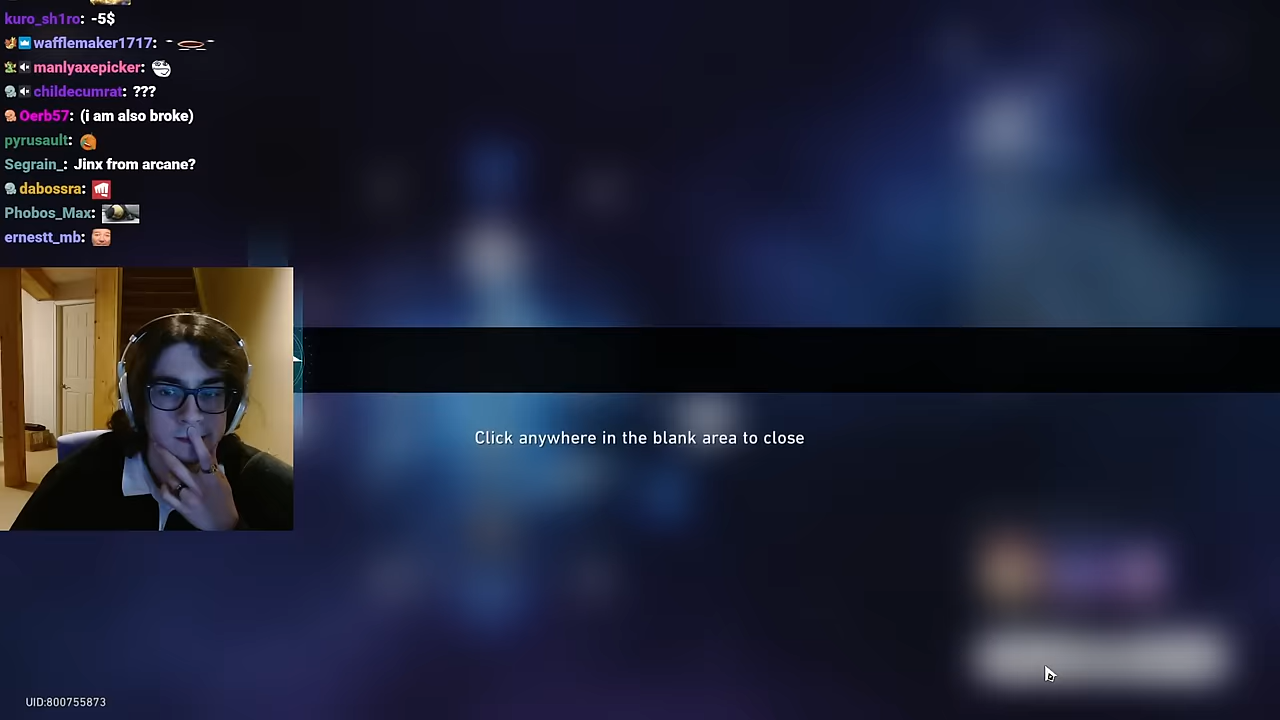 kuro_sh1ro: -5$
wafflemaker1717:
manlyaxepicker:
childecumrat: ???
Oerb57: (i am also broke)
pyrusault:
Segrain_: Jinx from arcane?
dabossra:
Phobos_Max:
ernestt_mb:
Click anywhere in the blank area to close
UID:800755873